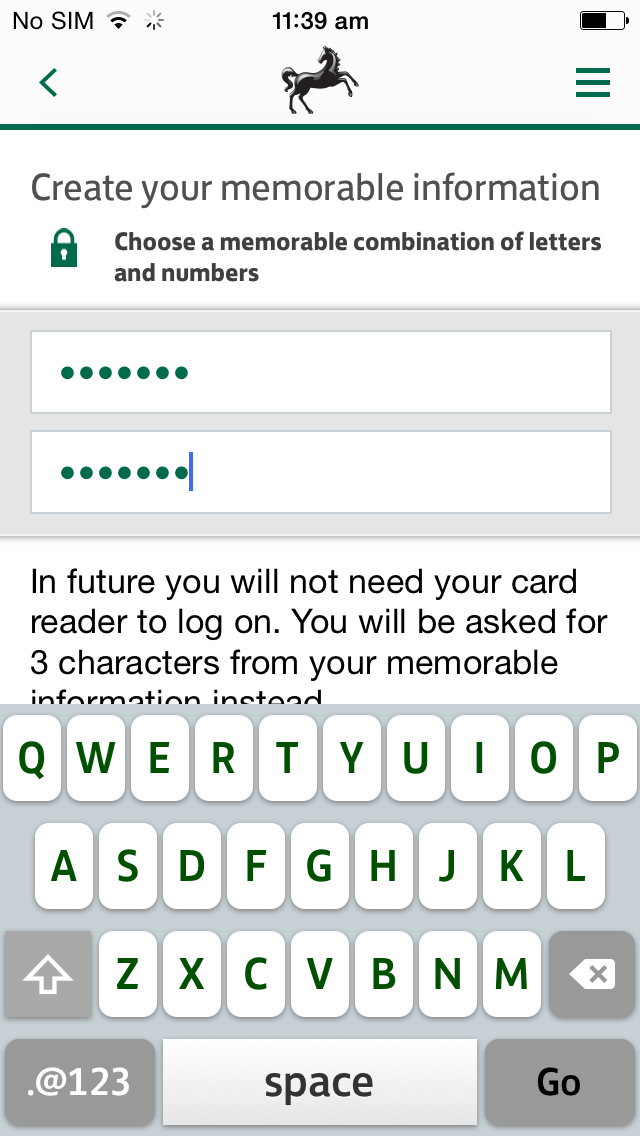 No SIM 11:39 am
Create your memorable information
Choose a memorable combination of letters
and numbers
•••••••
•••••••
In future you will not need your card
reader to log on. You will be asked for
3 characters from your memorable
information instead
Q W E R T Y U I O P
A S D F G H J K L
Z X C V B N M
.@123 space Go